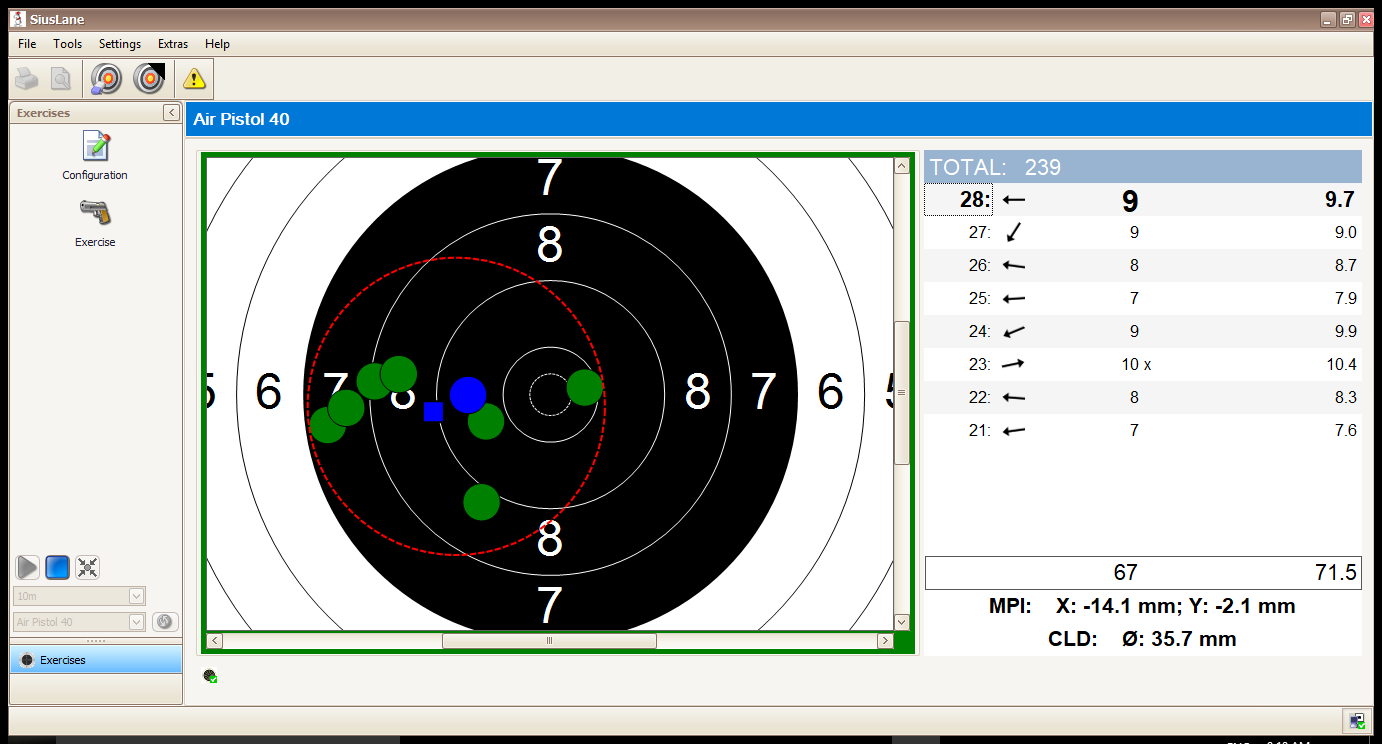 SiusLane
File Tools Settings Extras Help
Exercises
Configuration
Exercise
10m
Air Pistol 40
Exercises
Air Pistol 40
7
8
5 6 7 8 8 7 6 5
8
7
TOTAL: 239
28: 9 9.7
27: 9 9.0
26: 8 8.7
25: 7 7.9
24: 9 9.9
23: 10 x 10.4
22: 8 8.3
21: 7 7.6
67 71.5
MPI: X: -14.1 mm; Y: -2.1 mm
CLD: Ø: 35.7 mm